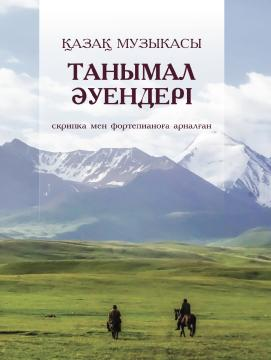 ҚАЗАҚ МУЗЫКАСЫ
ТАНЫМАЛ
ӘУЕНДЕРІ
скрипка мен фортепианоға арналған